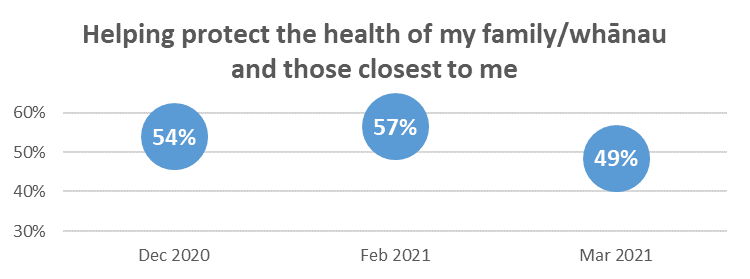 Helping protect the health of my family/whānau
and those closest to me
60%
54%
57%
50%
49%
40%
30%
Dec 2020
Feb 2021
Mar 2021